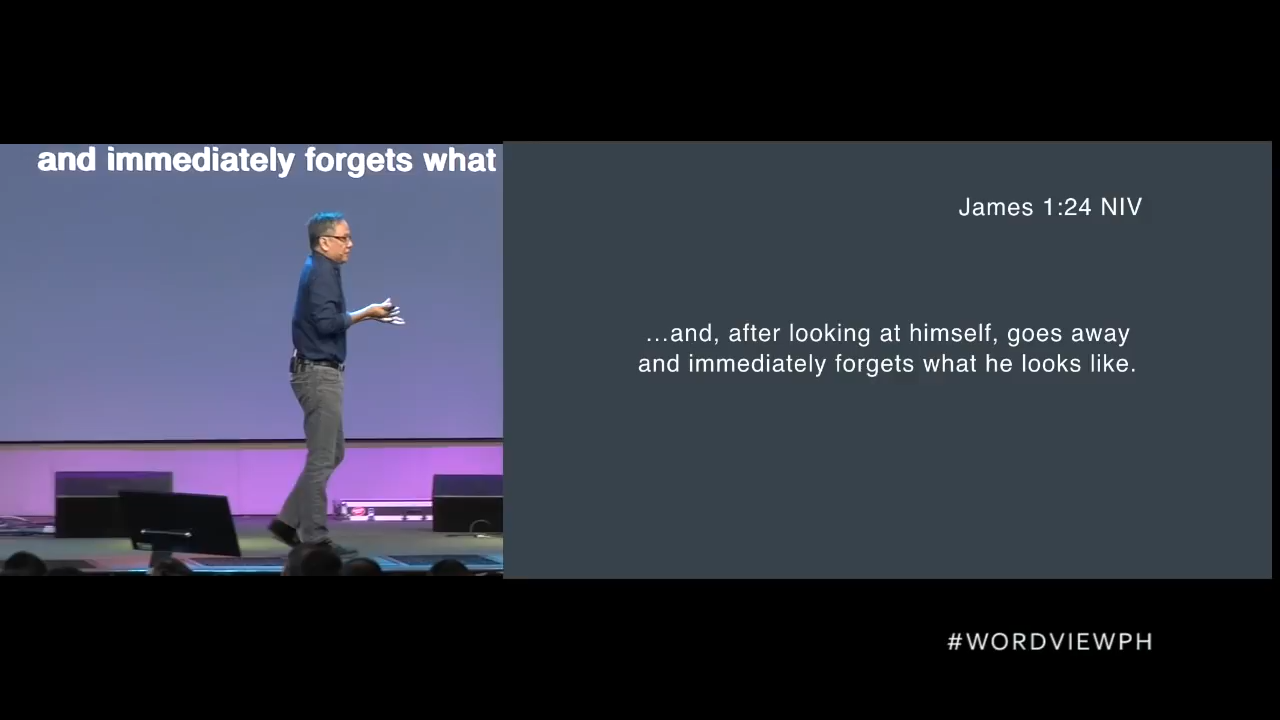 and immediately forgets what
James 1:24 NIV
...and, after looking at himself, goes away
and immediately forgets what he looks like.
#WORDVIEWPH